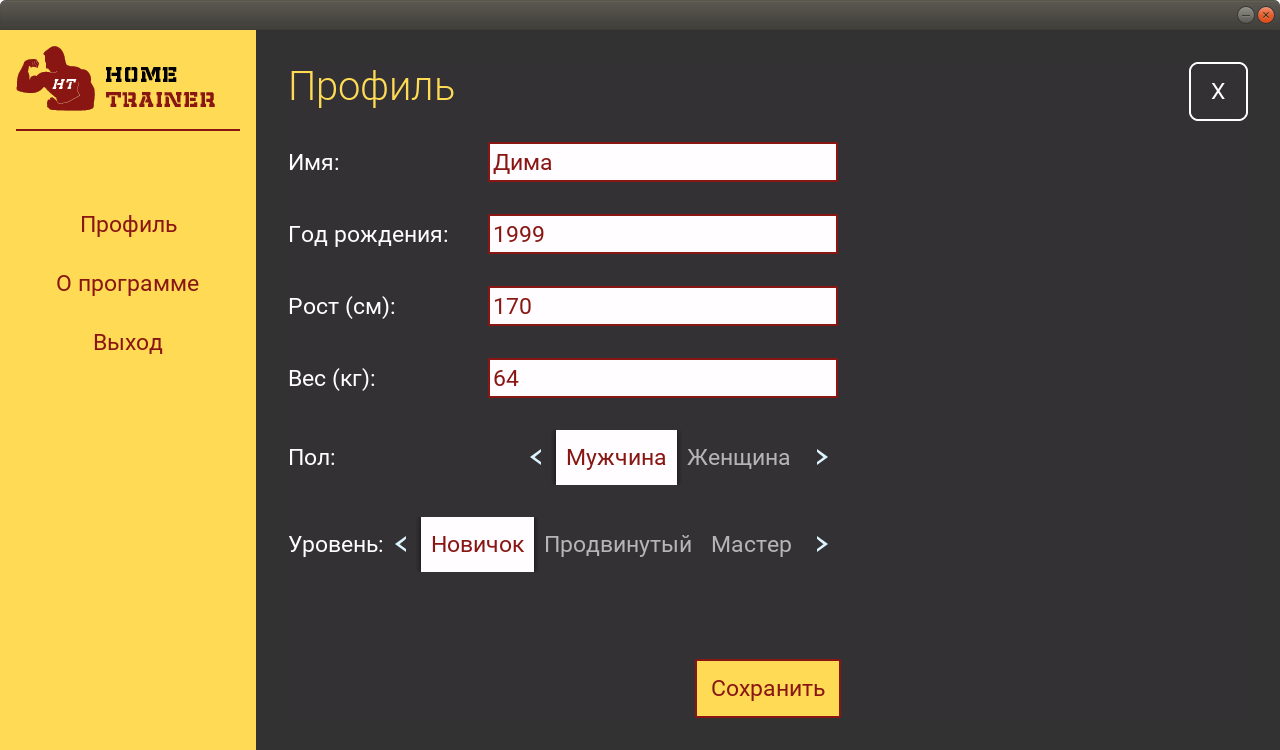 HT
HOME
TRAINER
Профиль
О программе
Выход
Профиль
X
Имя: Дима
Год рождения: 1999
Рост (см): 170
Вес (кг): 64
Пол: < Мужчина Женщина >
Уровень: < Новичок Продвинутый Мастер >
Сохранить